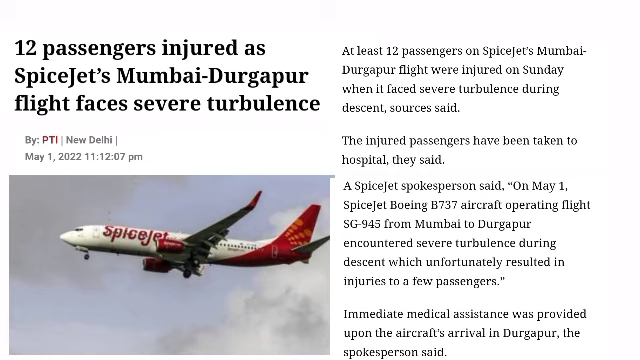 12 passengers injured as
SpiceJet's Mumbai-Durgapur
flight faces severe turbulence
By: PTI | New Delhi |
May 1, 2022 11:12:07 pm
spicejet
At least 12 passengers on SpiceJet's Mumbai-
Durgapur flight were injured on Sunday
when it faced severe turbulence during
descent, sources said.
The injured passengers have been taken to
hospital, they said.
A SpiceJet spokesperson said, “On May 1,
SpiceJet Boeing B737 aircraft operating flight
SG-945 from Mumbai to Durgapur
encountered severe turbulence during
descent which unfortunately resulted in
injuries to a few passengers.”
Immediate medical assistance was provided
upon the aircraft's arrival in Durgapur, the
spokesperson said.